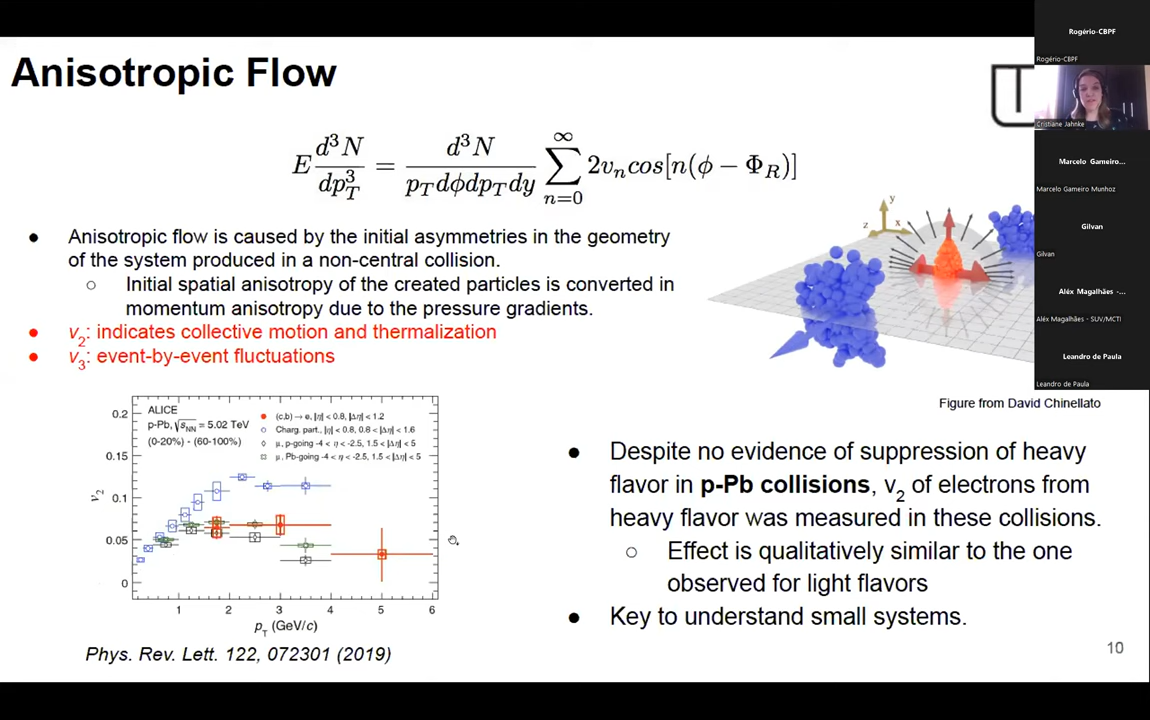 Anisotropic Flow
E d³N/dp_T³ = d³N/(p_T dϕdp_T dy) ∑_{n=0}^{∞} 2v_n cos[n(ϕ − Φ_R)]
● Anisotropic flow is caused by the initial asymmetries in the geometry
of the system produced in a non-central collision.
○ Initial spatial anisotropy of the created particles is converted in
momentum anisotropy due to the pressure gradients.
● v₂: indicates collective motion and thermalization
● v₃: event-by-event fluctuations
y
x
z
Figure from David Chinellato
ALICE
p-Pb, √s_NN = 5.02 TeV
(0-20%) - (60-100%)
(c,b) → e, |η| < 0.8, |Δη| < 1.2
Charg. part., |η| < 0.8, 0.8 < |Δη| < 1.6
μ, p-going -4 < η < -2.5, 1.5 < |Δη| < 5
μ, Pb-going -4 < η < -2.5, 1.5 < |Δη| < 5
v₂
0.2
0.15
0.1
0.05
0
1 2 3 4 5 6
p_T (GeV/c)
Phys. Rev. Lett. 122, 072301 (2019)
● Despite no evidence of suppression of heavy
flavor in p-Pb collisions, v₂ of electrons from
heavy flavor was measured in these collisions.
○ Effect is qualitatively similar to the one
observed for light flavors
● Key to understand small systems.
10
Rogério-CBPF
Rogério-CBPF
Cristiane Jahnke
Marcelo Gameiro...
Marcelo Gameiro Munhoz
Gilvan
Gilvan
Aléx Magalhães -...
Aléx Magalhães - SUV/MCTI
Leandro de Paula
Leandro de Paula